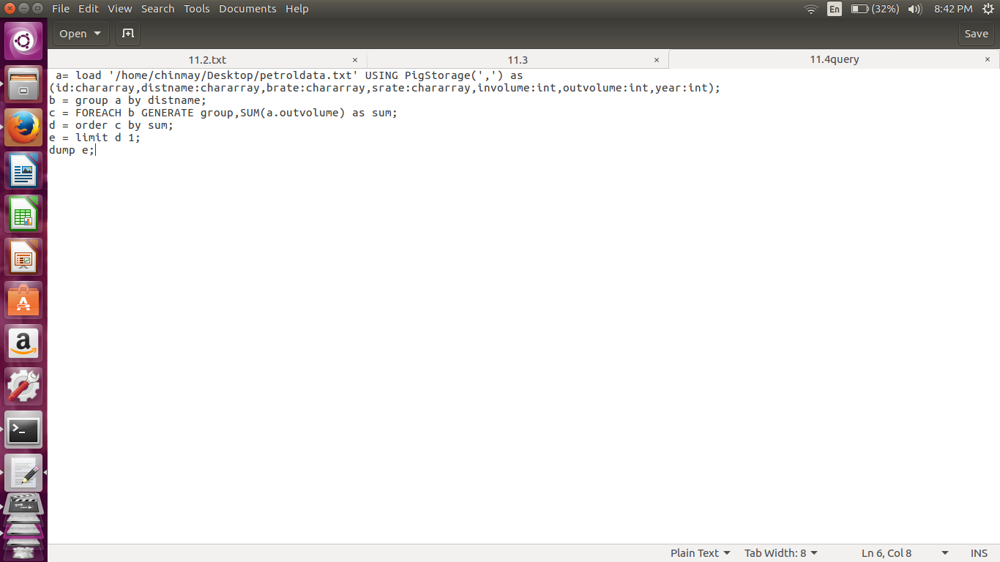 File Edit View Search Tools Documents Help En (32%) 8:42 PM
Open Save
11.2.txt × 11.3 × 11.4query ×
a= load '/home/chinmay/Desktop/petroldata.txt' USING PigStorage(',') as
(id:chararray,distname:chararray,brate:chararray,srate:chararray,involume:int,outvolume:int,year:int);
b = group a by distname;
c = FOREACH b GENERATE group,SUM(a.outvolume) as sum;
d = order c by sum;
e = limit d 1;
dump e;
Plain Text Tab Width: 8 Ln 6, Col 8 INS